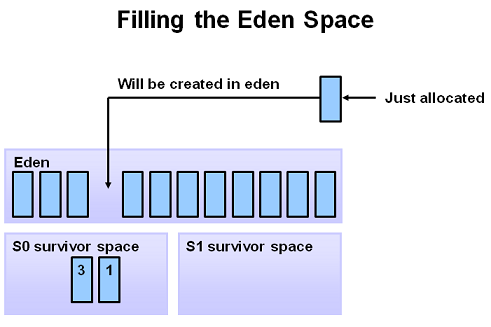 Filling the Eden Space
Will be created in eden
Just allocated
Eden
S0 survivor space
S1 survivor space
3 1